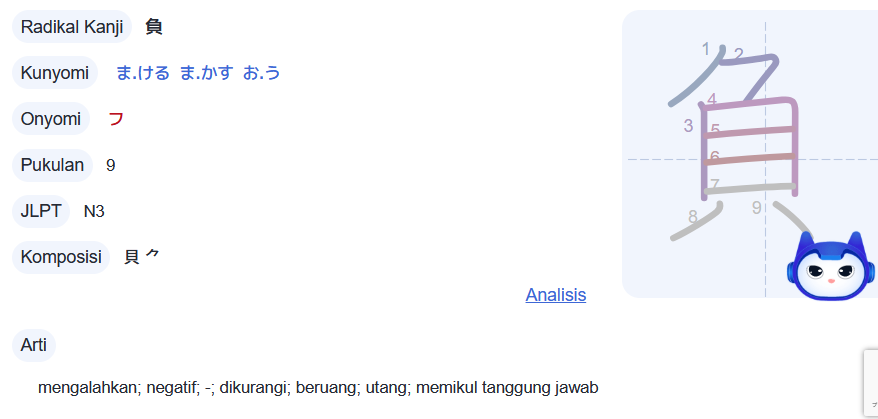 Radikal Kanji 負
Kunyomi ま.ける ま.かす お.う
Onyomi フ
Pukulan 9
JLPT N3
Komposisi 貝 ⺈
Analisis
Arti
mengalahkan; negatif; -; dikurangi; beruang; utang; memikul tanggung jawab
負
1
2
3
4
5
6
7
8
9